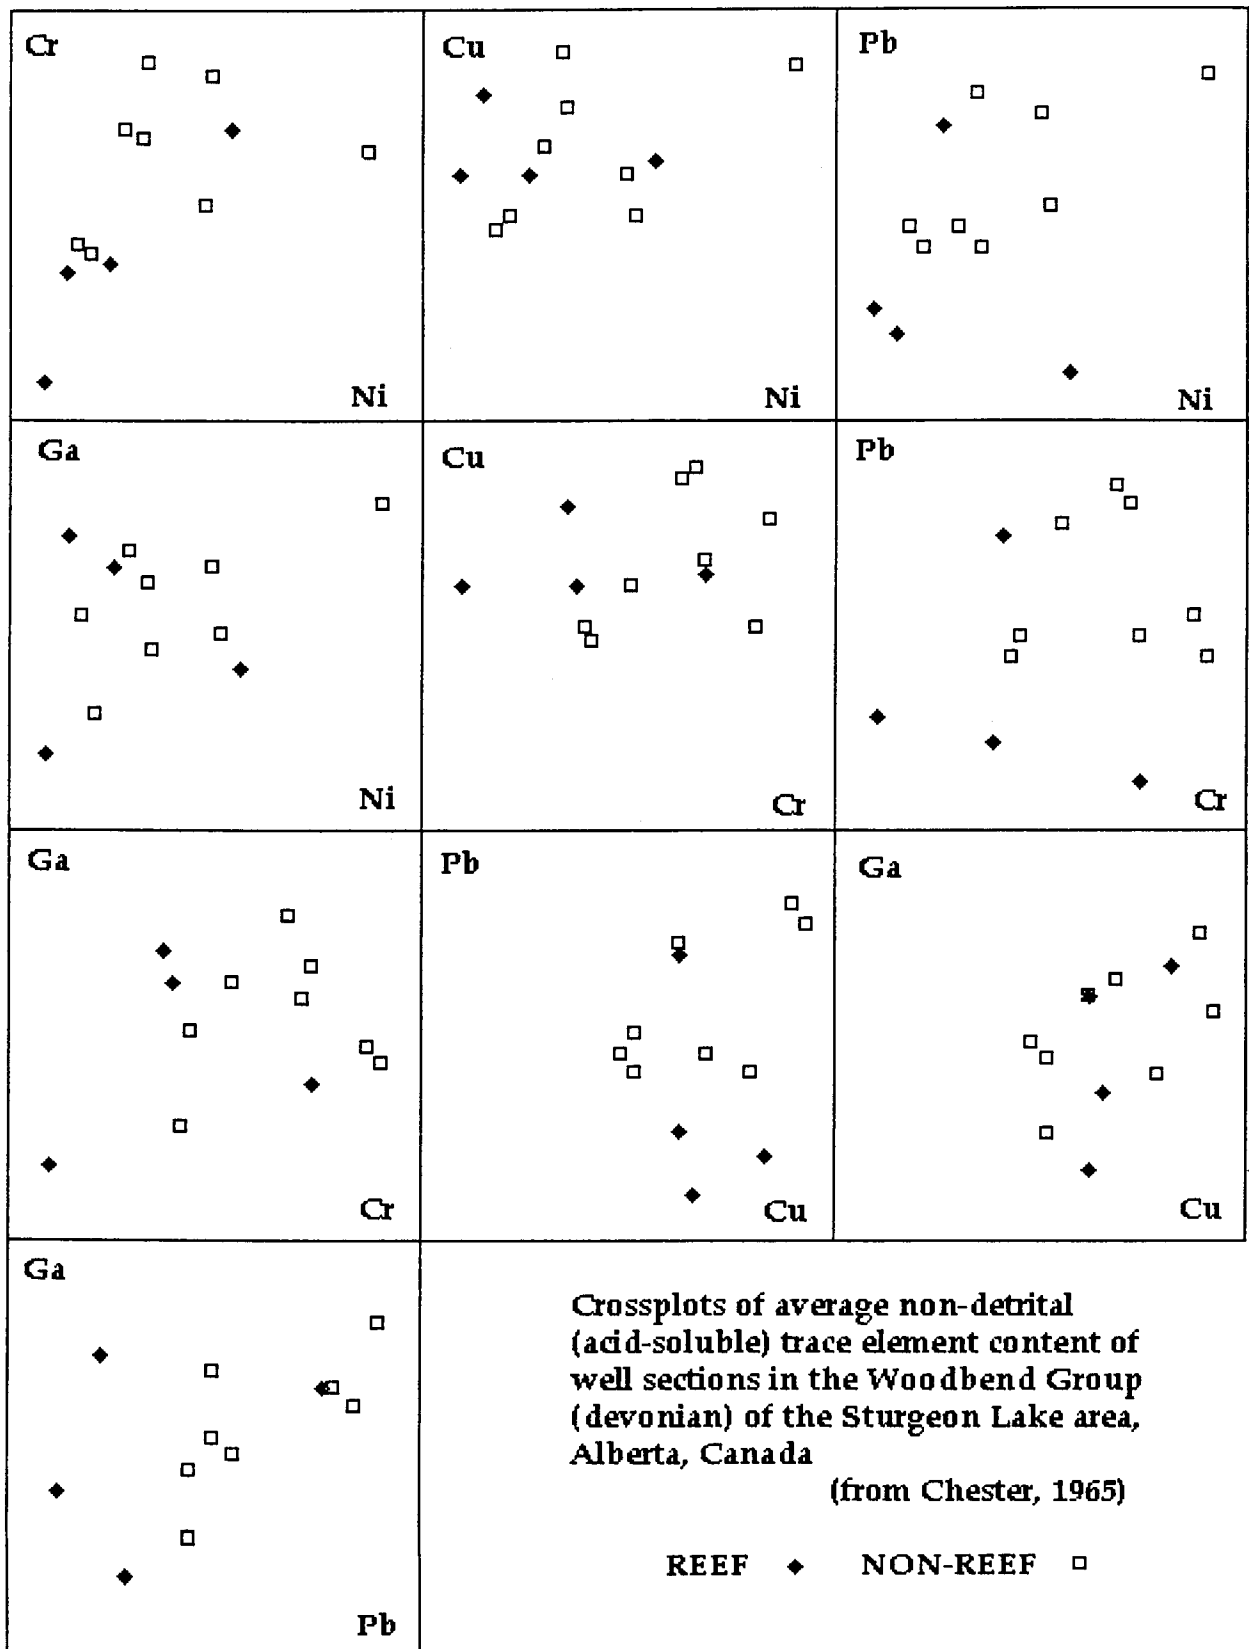 Cr
Ni
Cu
Ni
Pb
Ni
Ga
Ni
Cu
Cr
Pb
Cr
Ga
Cr
Pb
Cu
Ga
Cu
Ga
Pb
Crossplots of average non-detrital
(acid-soluble) trace element content of
well sections in the Woodbend Group
(devonian) of the Sturgeon Lake area,
Alberta, Canada
(from Chester, 1965)
REEF ◆ NON-REEF □